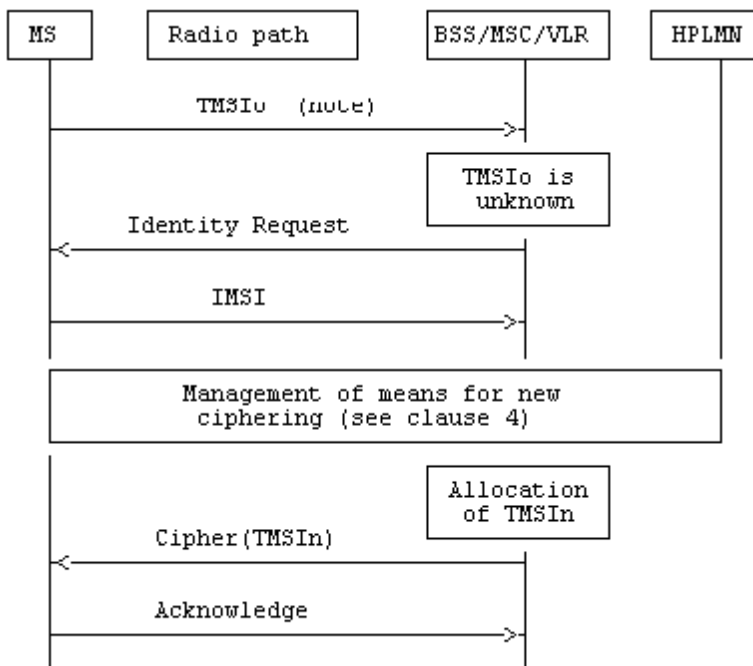 MS
Radio path
BSS/MSC/VLR
HPLMN
TMSIo (note)
TMSIo is
unknown
Identity Request
IMSI
Management of means for new
ciphering (see clause 4)
Allocation
of TMSIn
Cipher(TMSIn)
Acknowledge